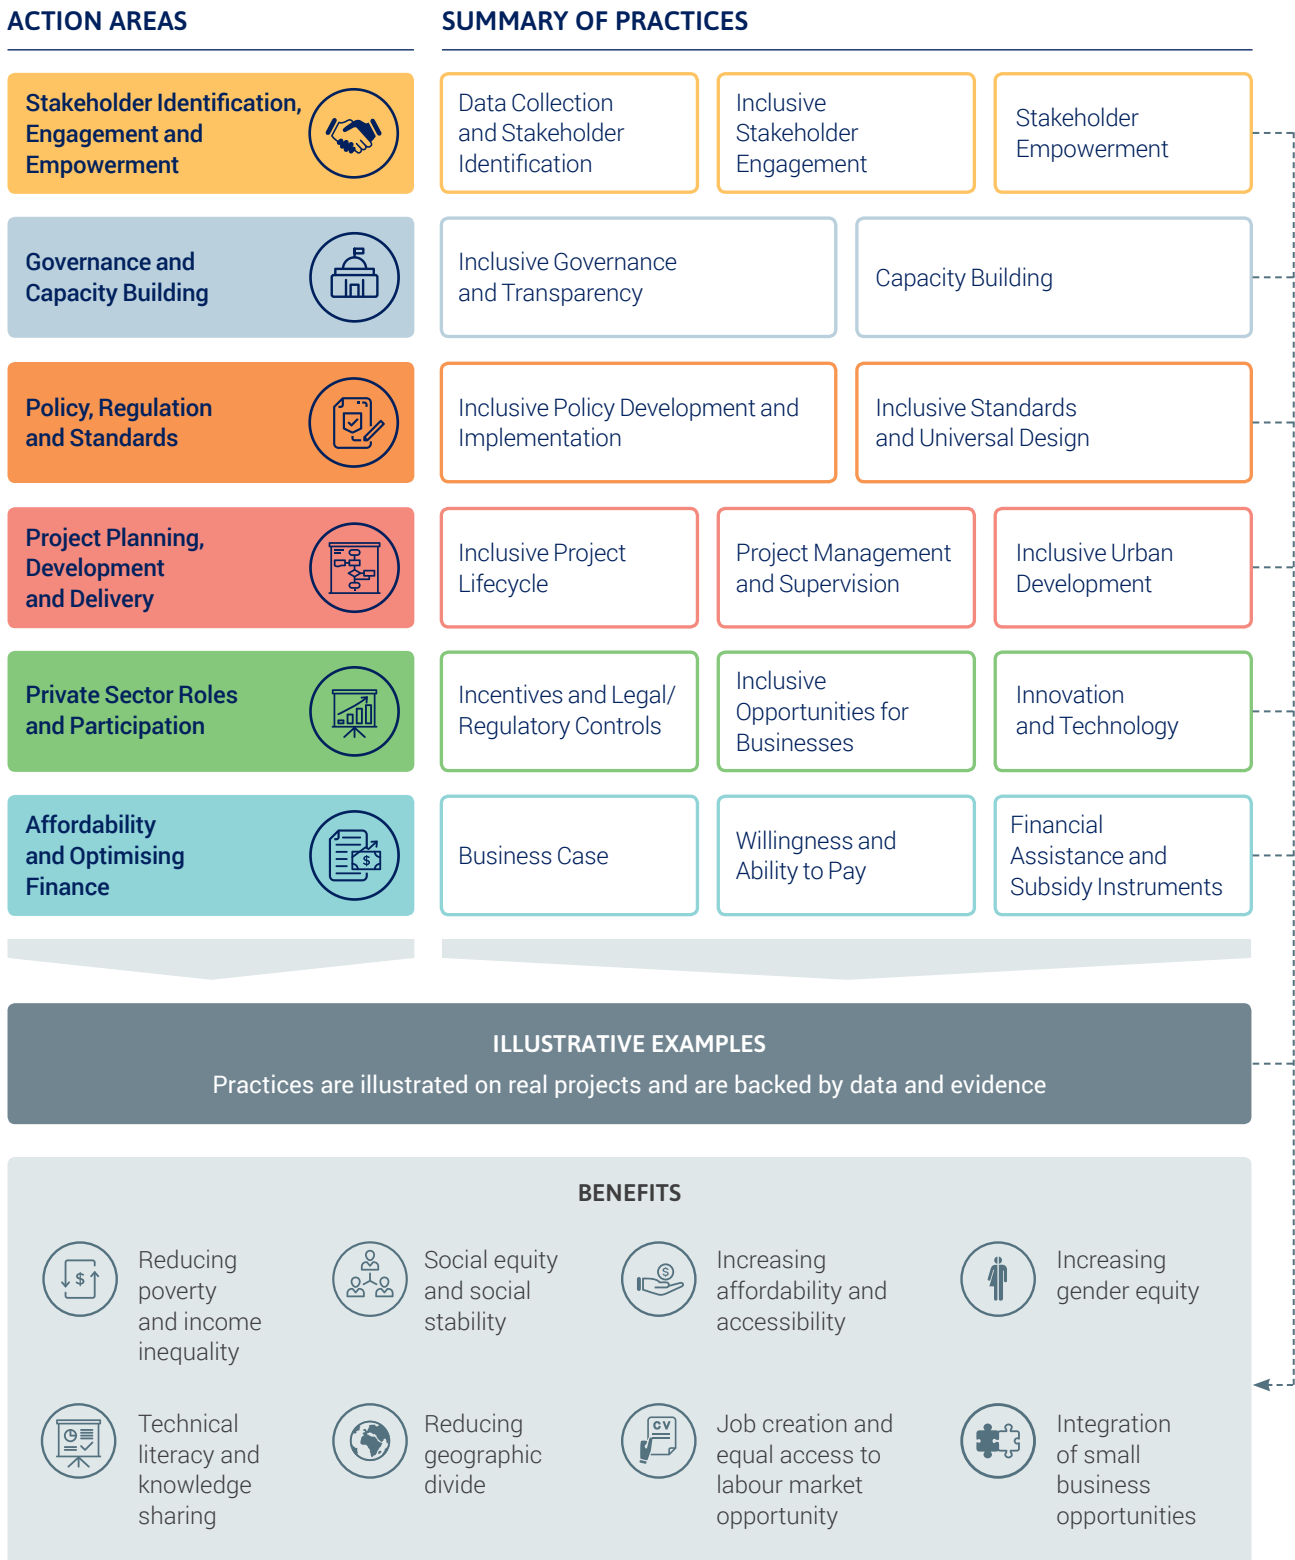 ACTION AREAS
SUMMARY OF PRACTICES
Stakeholder Identification,
Engagement and
Empowerment
Data Collection
and Stakeholder
Identification
Inclusive
Stakeholder
Engagement
Stakeholder
Empowerment
Governance and
Capacity Building
Inclusive Governance
and Transparency
Capacity Building
Policy, Regulation
and Standards
Inclusive Policy Development and
Implementation
Inclusive Standards
and Universal Design
Project Planning,
Development
and Delivery
Inclusive Project
Lifecycle
Project Management
and Supervision
Inclusive Urban
Development
Private Sector Roles
and Participation
Incentives and Legal/
Regulatory Controls
Inclusive
Opportunities for
Businesses
Innovation
and Technology
Affordability
and Optimising
Finance
$
Business Case
Willingness and
Ability to Pay
Financial
Assistance and
Subsidy Instruments
ILLUSTRATIVE EXAMPLES
Practices are illustrated on real projects and are backed by data and evidence
BENEFITS
$
Reducing
poverty
and income
inequality
Social equity
and social
stability
$
Increasing
affordability and
accessibility
Increasing
gender equity
Technical
literacy and
knowledge
sharing
Reducing
geographic
divide
CV
Job creation and
equal access to
labour market
opportunity
Integration
of small
business
opportunities